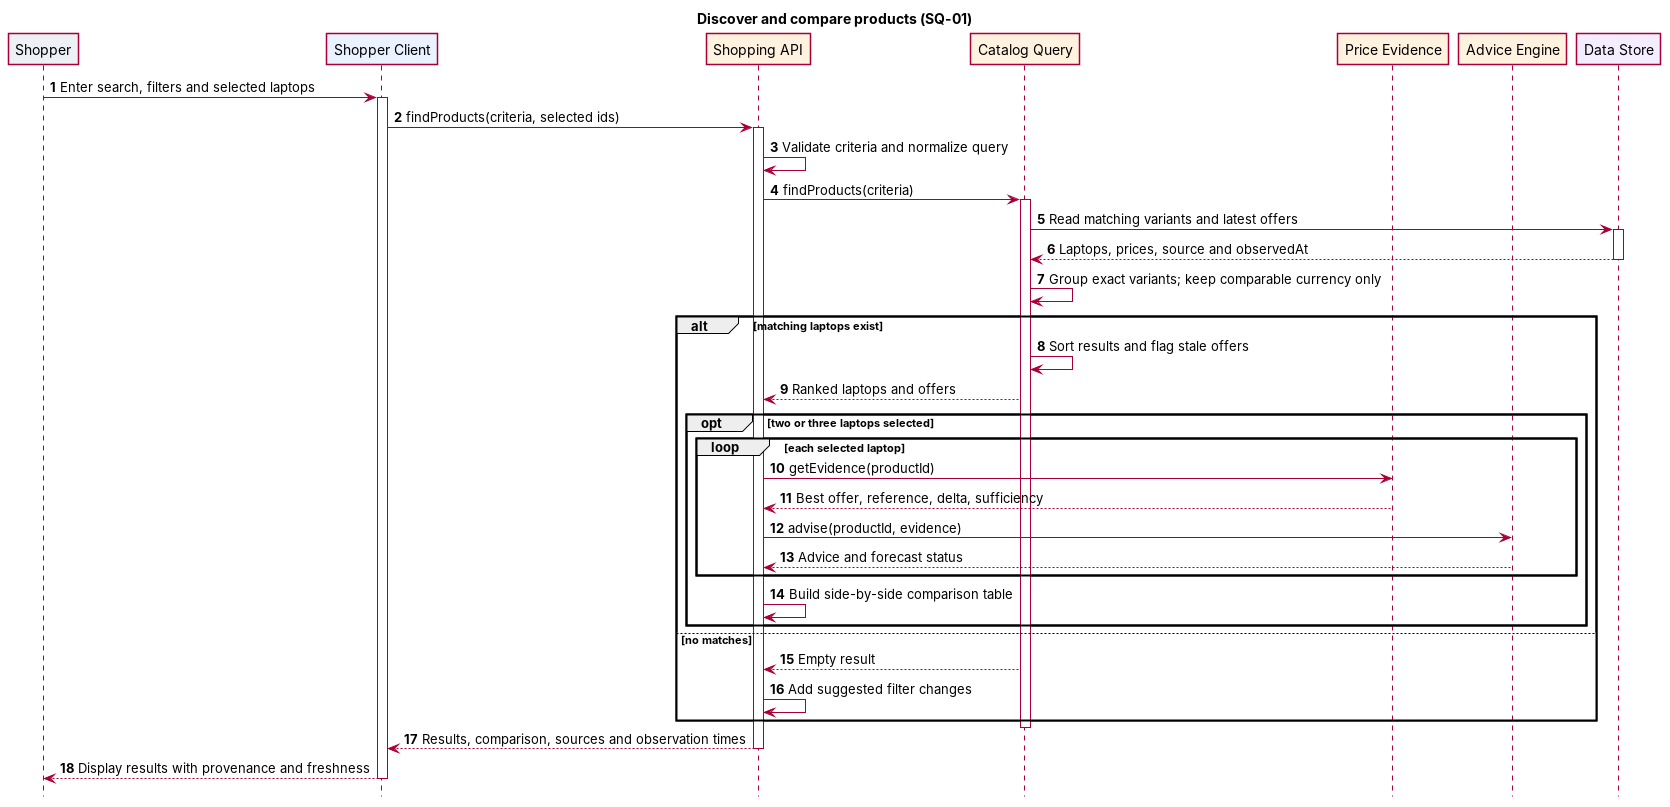 Discover and compare products (SQ-01)
Shopper
Shopper Client
Shopping API
Catalog Query
Price Evidence
Advice Engine
Data Store
1 Enter search, filters and selected laptops
2 findProducts(criteria, selected ids)
3 Validate criteria and normalize query
4 findProducts(criteria)
5 Read matching variants and latest offers
6 Laptops, prices, source and observedAt
7 Group exact variants; keep comparable currency only
alt
[matching laptops exist]
8 Sort results and flag stale offers
9 Ranked laptops and offers
opt
[two or three laptops selected]
loop
[each selected laptop]
10 getEvidence(productId)
11 Best offer, reference, delta, sufficiency
12 advise(productId, evidence)
13 Advice and forecast status
14 Build side-by-side comparison table
[no matches]
15 Empty result
16 Add suggested filter changes
17 Results, comparison, sources and observation times
18 Display results with provenance and freshness